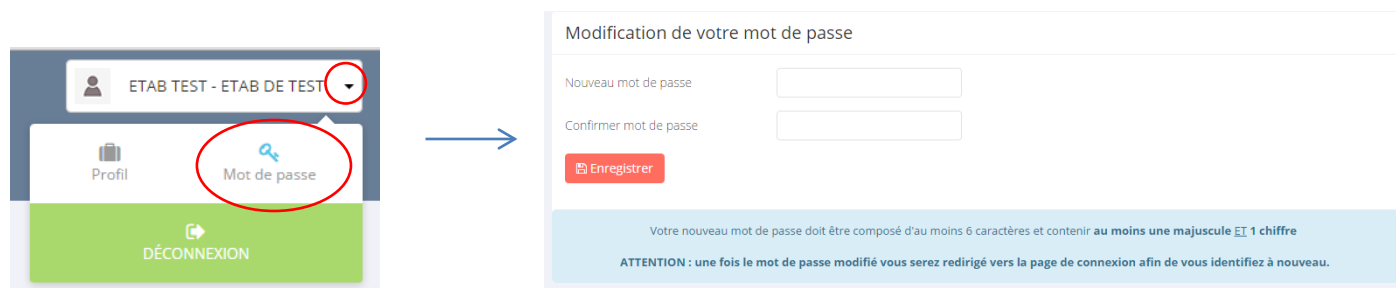 ETAB TEST - ETAB DE TEST
Profil
Mot de passe
DÉCONNEXION
Modification de votre mot de passe
Nouveau mot de passe
Confirmer mot de passe
Enregistrer
Votre nouveau mot de passe doit être composé d'au moins 6 caractères et contenir au moins une majuscule ET 1 chiffre
ATTENTION : une fois le mot de passe modifié vous serez redirigé vers la page de connexion afin de vous identifiez à nouveau.